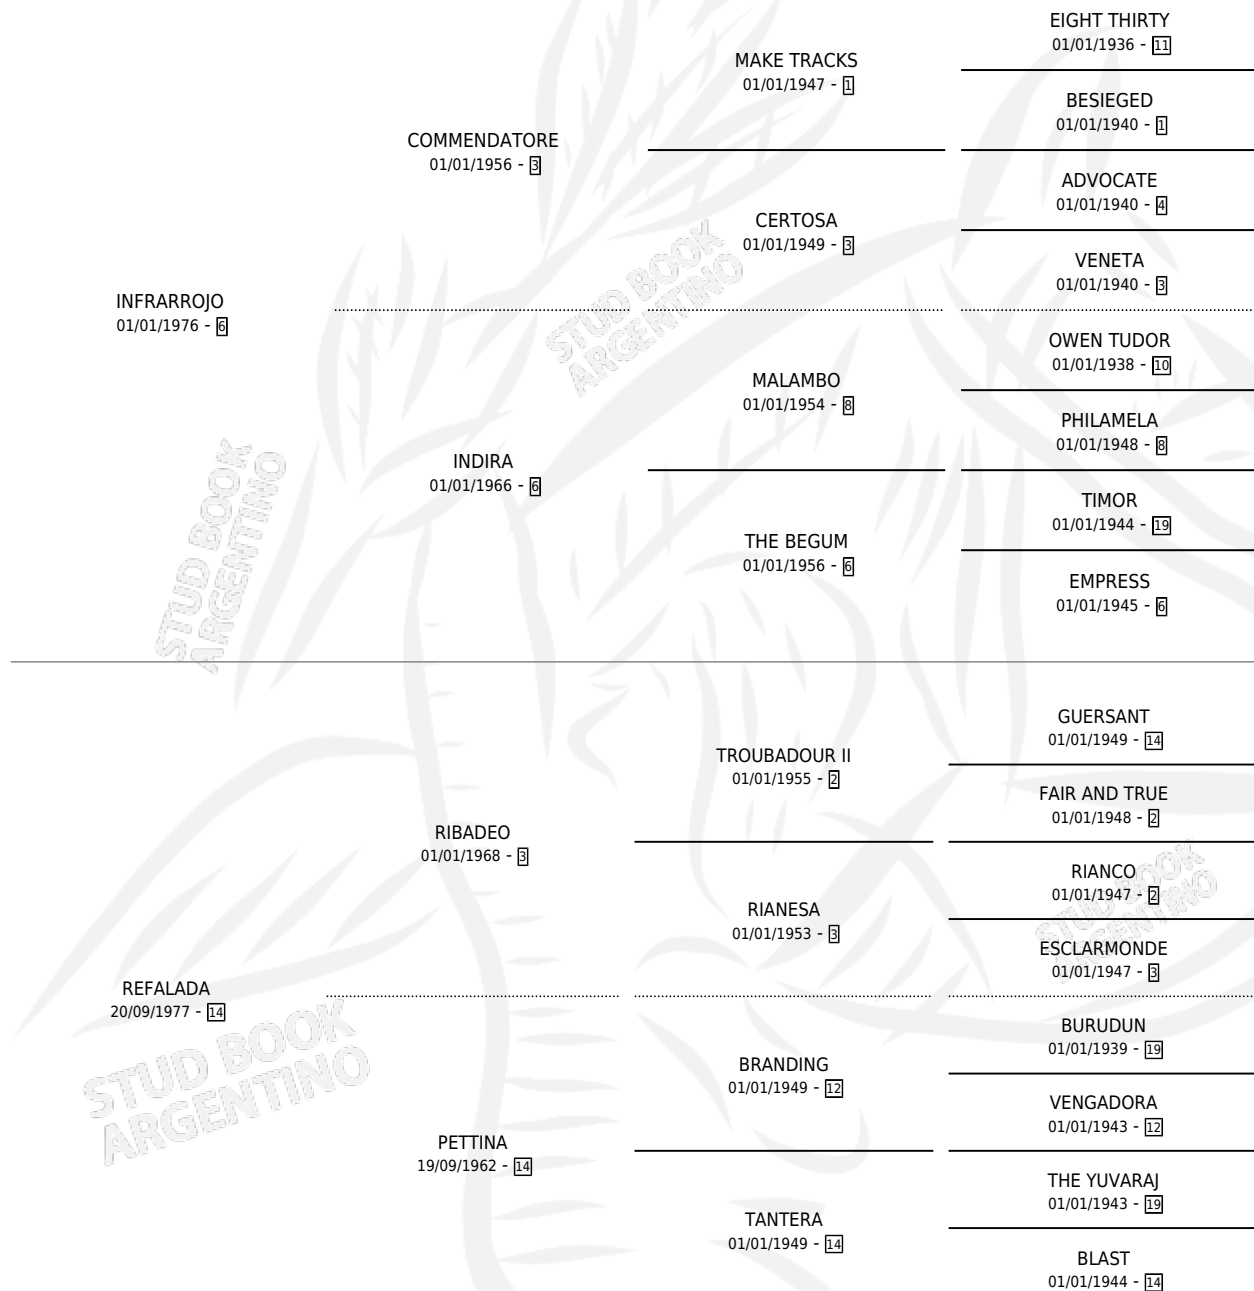 EIGHT THIRTY
01/01/1936 - 11
MAKE TRACKS
01/01/1947 - 1
BESIEGED
01/01/1940 - 1
COMMENDATORE
01/01/1956 - 3
ADVOCATE
01/01/1940 - 4
CERTOSA
01/01/1949 - 3
VENETA
01/01/1940 - 3
INFRARROJO
01/01/1976 - 6
OWEN TUDOR
01/01/1938 - 10
MALAMBO
01/01/1954 - 8
PHILAMELA
01/01/1948 - 8
INDIRA
01/01/1966 - 6
TIMOR
01/01/1944 - 19
THE BEGUM
01/01/1956 - 6
EMPRESS
01/01/1945 - 6
STUD BOOK
ARGENTINO
STUD BOOK
ARGENTINO
GUERSANT
01/01/1949 - 14
TROUBADOUR II
01/01/1955 - 2
FAIR AND TRUE
01/01/1948 - 2
RIBADEO
01/01/1968 - 3
RIANCO
01/01/1947 - 2
RIANESA
01/01/1953 - 3
ESCLARMONDE
01/01/1947 - 3
REFALADA
20/09/1977 - 14
BURUDUN
01/01/1939 - 19
BRANDING
01/01/1949 - 12
VENGADORA
01/01/1943 - 12
PETTINA
19/09/1962 - 14
THE YUVARAJ
01/01/1943 - 19
TANTERA
01/01/1949 - 14
BLAST
01/01/1944 - 14
STUD BOOK
ARGENTINO
STUD BOOK
ARGENTINO